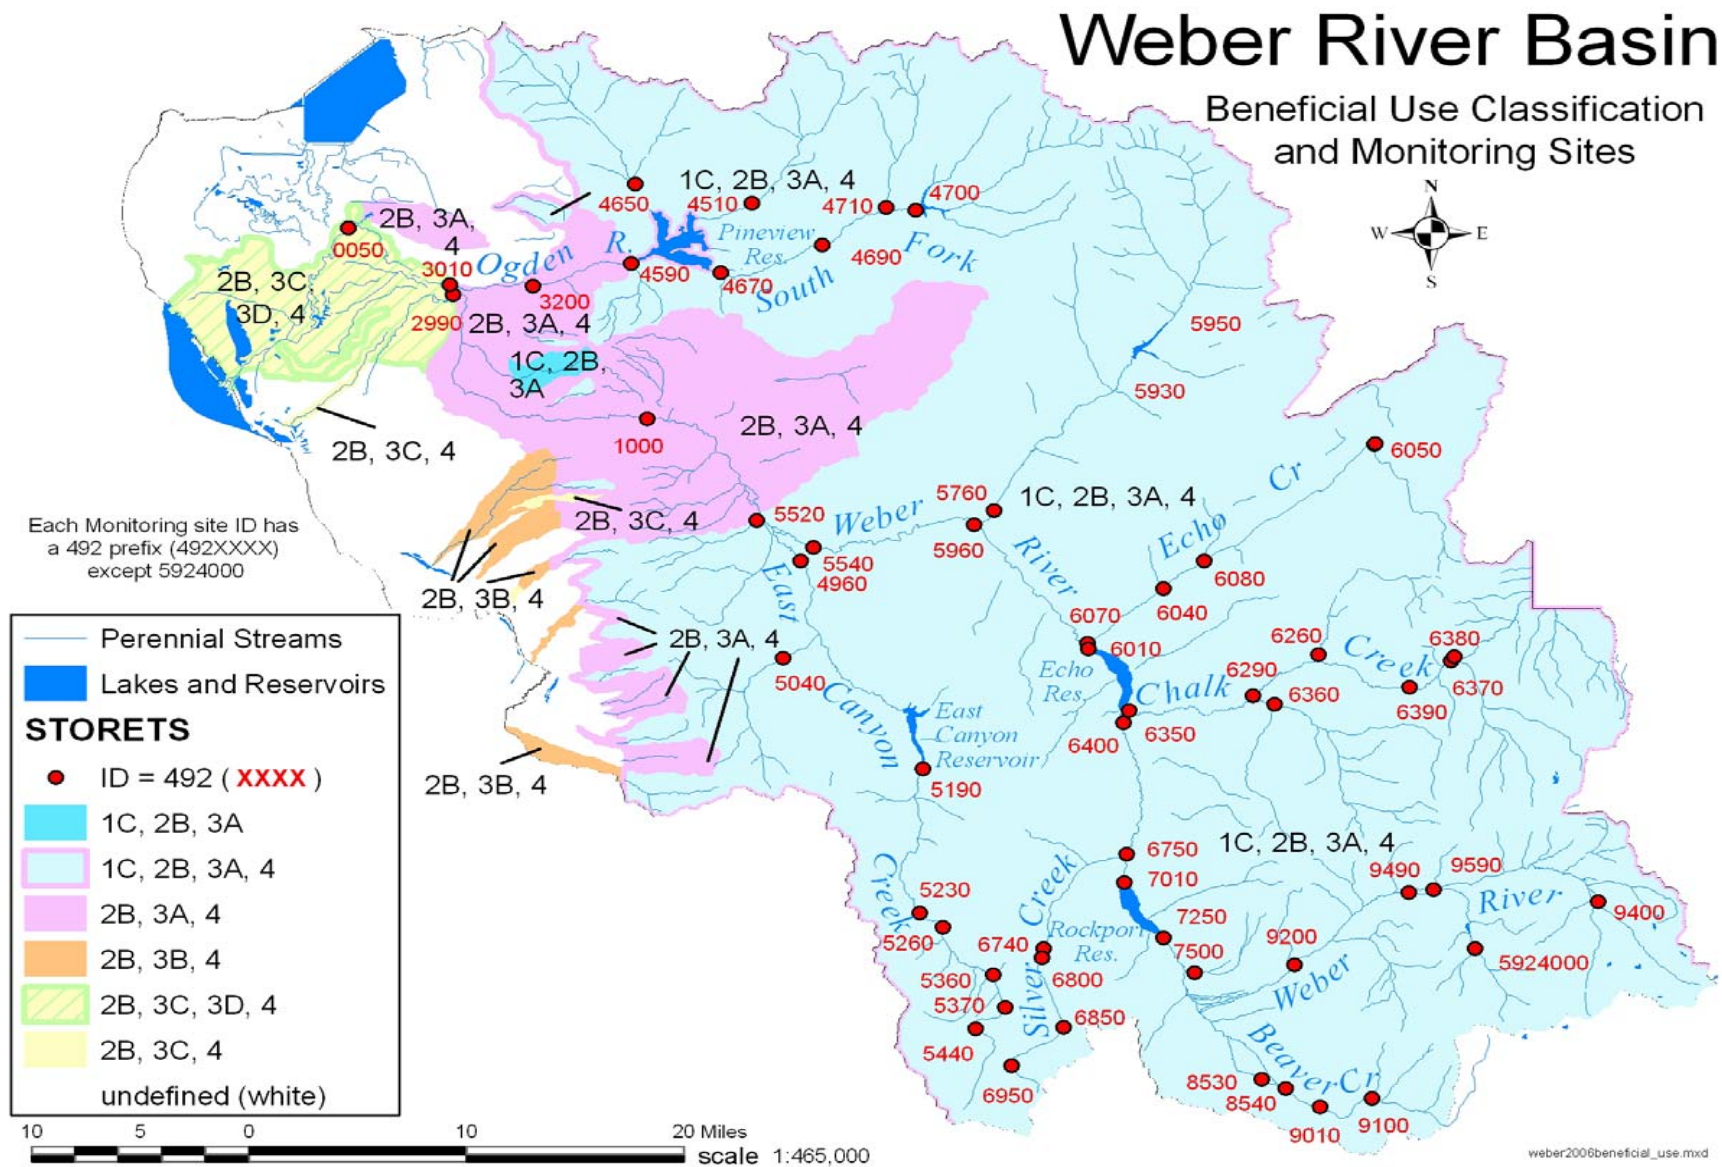 Weber River Basin
Beneficial Use Classification
and Monitoring Sites
N
W
E
S
4650
1C, 2B, 3A, 4
4510
4710
4700
2B, 3A,
4
0050
3010
Ogden
R.
Pineview
Res.
4590
4670
4690
South
Fork
2B, 3C,
3D, 4
2990
3200
2B, 3A, 4
1C, 2B,
3A
5950
5930
2B, 3C, 4
1000
2B, 3A, 4
6050
5760
1C, 2B, 3A, 4
Echo
Cr
Each Monitoring site ID has
a 492 prefix (492XXXX)
except 5924000
2B, 3C, 4
5520
Weber
5960
River
5540
4960
East
6080
6040
2B, 3B, 4
6070
6010
2B, 3A, 4
5040
Canyon
Echo
Res.
6260
6290
Creek
6380
6370
6390
6360
Chalk
6400
6350
East
Canyon
Reservoir
5190
2B, 3B, 4
Perennial Streams
Lakes and Reservoirs
STORETS
ID = 492 ( XXXX )
1C, 2B, 3A
1C, 2B, 3A, 4
2B, 3A, 4
2B, 3B, 4
2B, 3C, 3D, 4
2B, 3C, 4
undefined (white)
6750
7010
1C, 2B, 3A, 4
9490
9590
River
9400
Creek
5230
5260
Creek
Rockport
Res.
7250
7500
9200
Weber
5924000
6740
6800
5360
5370
Silver
6850
5440
6950
Beaver Cr
8530
8540
9010
9100
10
5
0
10
20 Miles
scale 1:465,000
weber2006beneficial_use.mxd